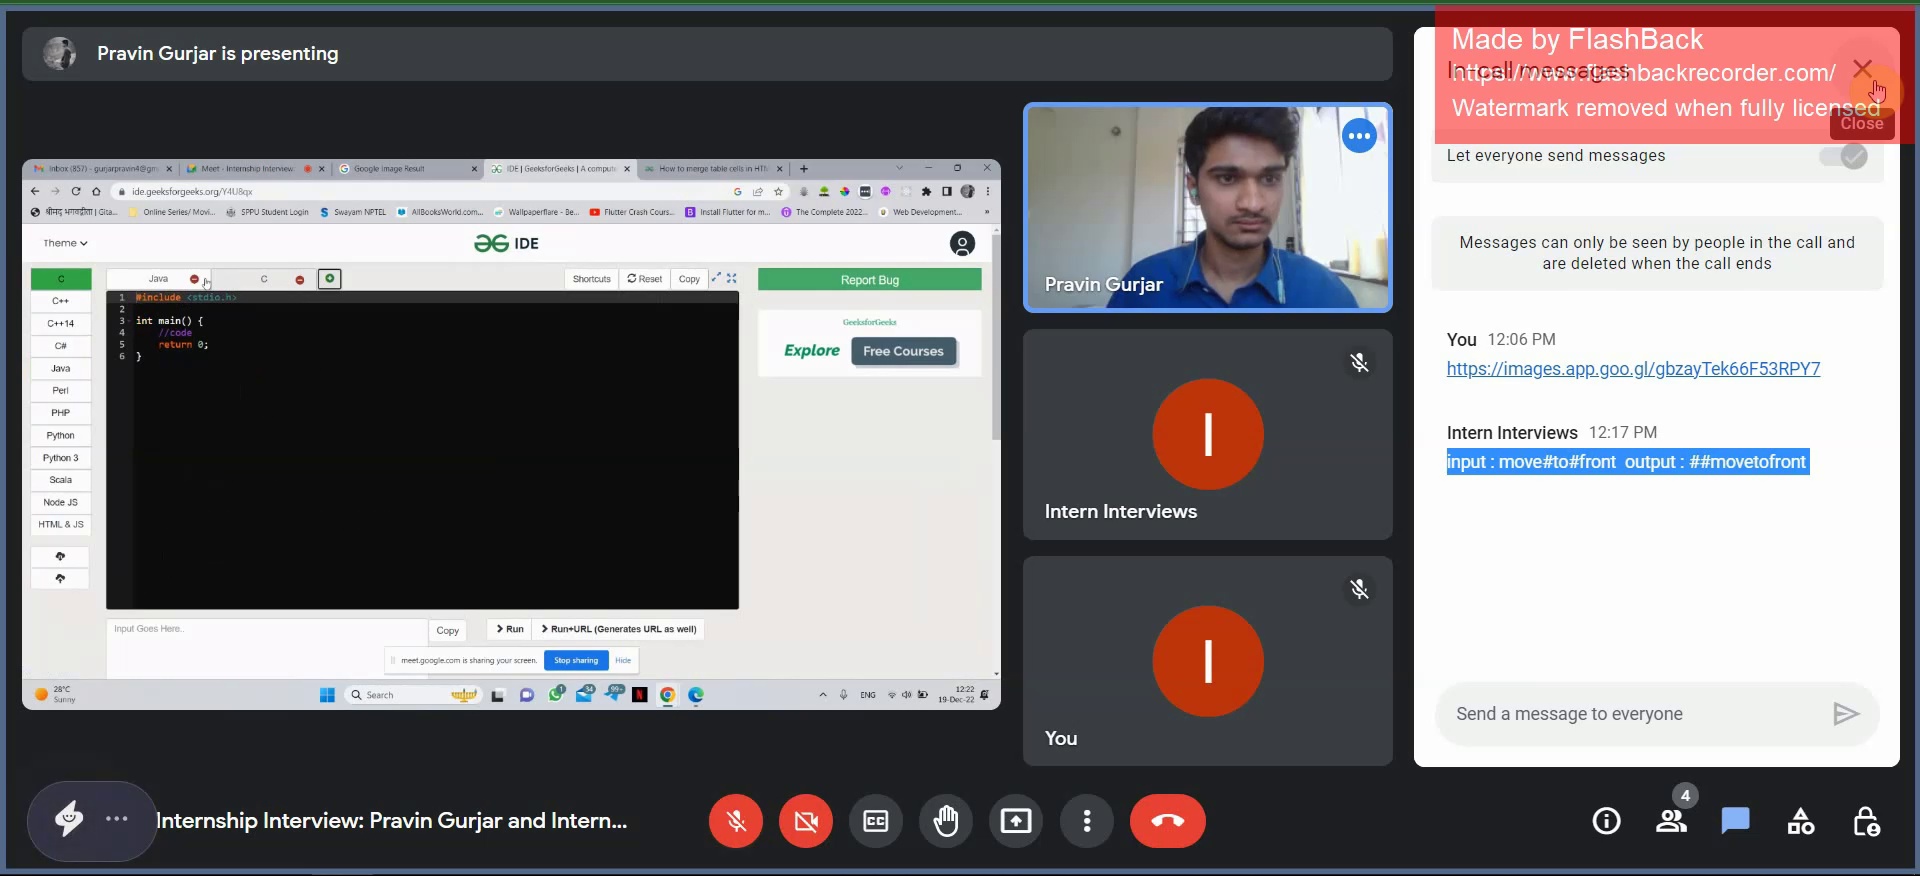 Pravin Gurjar is presenting
Made by FlashBack
In-call messages
https://www.flashbackrecorder.com/
Watermark removed when fully licensed
Close
Let everyone send messages
Messages can only be seen by people in the call and
are deleted when the call ends
You 12:06 PM
https://images.app.goo.gl/gbzayTek66F53RPY7
Intern Interviews 12:17 PM
input : move#to#front output : ##movetofront
Send a message to everyone
Inbox (857) - gurjarpravin4@gm
Meet - Internship Interview:
Google Image Result
IDE | GeeksforGeeks | A compute
How to merge table cells in HTM
ide.geeksforgeeks.org/Y4U8qx
श्रीमद् भगवद्गीता | Gita...
Online Series/ Movi...
SPPU Student Login
Swayam NPTEL
AllBooksWorld.com...
Wallpaperflare - Be...
Flutter Crash Cours...
Install Flutter for m...
The Complete 2022...
Web Development...
Theme
GG IDE
C
C++
C++14
C#
Java
Perl
PHP
Python
Python 3
Scala
Node JS
HTML & JS
Java
C
Shortcuts
Reset
Copy
1 #include <stdio.h>
2
3 int main() {
4 //code
5 return 0;
6 }
Report Bug
GeeksforGeeks
Explore
Free Courses
Input Goes Here..
Copy
Run
Run+URL (Generates URL as well)
meet.google.com is sharing your screen.
Stop sharing
Hide
28°C
Sunny
Search
1
34
99+
N
ENG
12:22
19-Dec-22
Pravin Gurjar
I
Intern Interviews
I
You
Internship Interview: Pravin Gurjar and Intern...
4